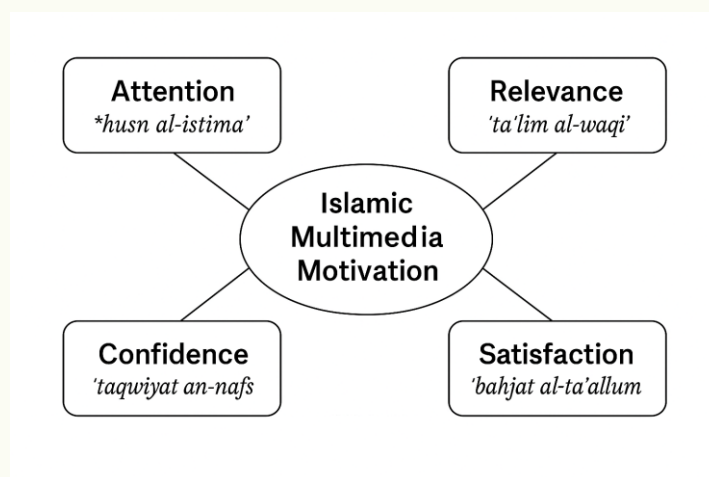 Attention
*husn al-istima’
Relevance
'ta'lim al-waqi’
Islamic
Multimedia
Motivation
Confidence
'taqwiyat an-nafs
Satisfaction
'bahjat al-ta’allum